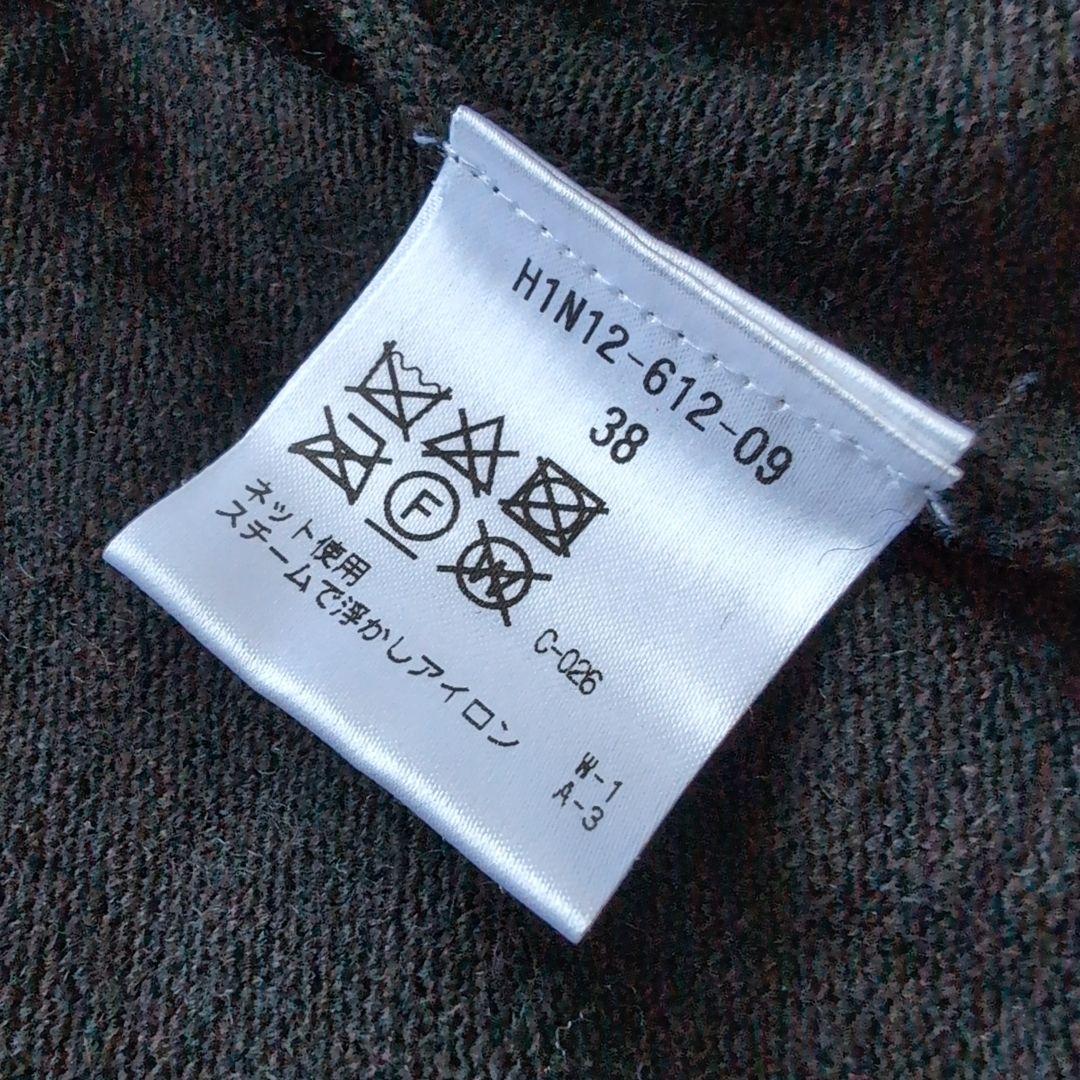 H1N12-612-09
38
F
W
ネット使用
スチームで浮かしアイロン
C-026
W-1
A-3